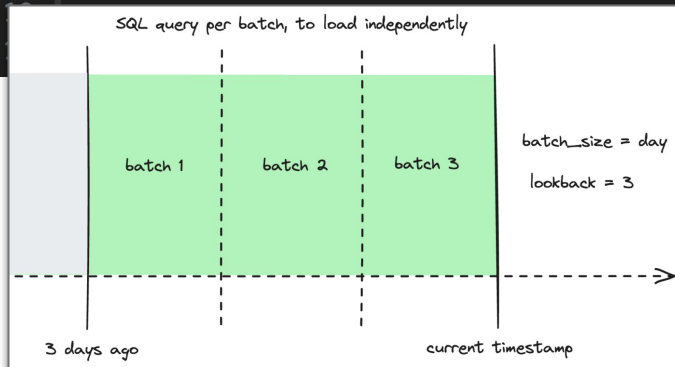 SQL query per batch, to load independently
batch 1
batch 2
batch 3
batch_size = day
lookback = 3
3 days ago
current timestamp